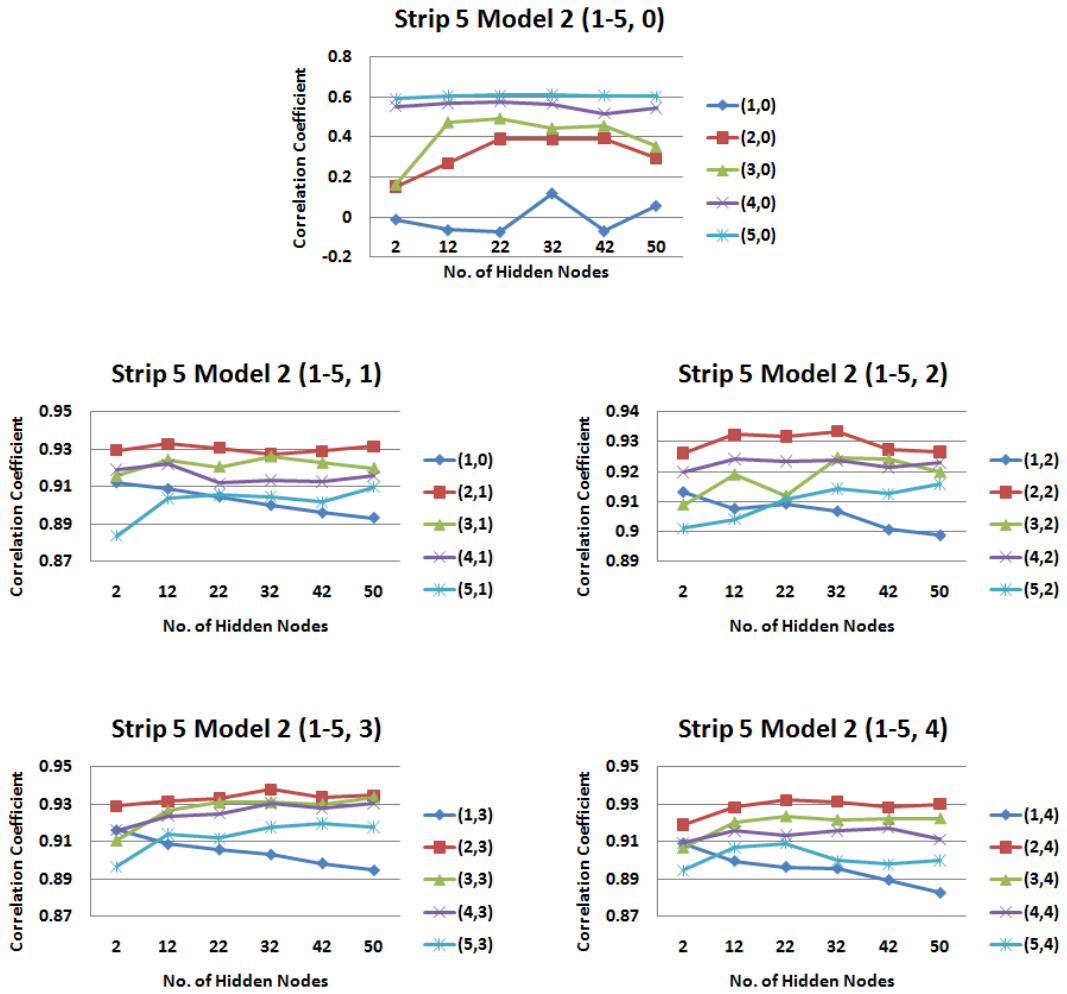 Strip 5 Model 2 (1-5, 0)
Correlation Coefficient
0.8
0.6
0.4
0.2
0
-0.2
2 12 22 32 42 50
No. of Hidden Nodes
(1,0)
(2,0)
(3,0)
(4,0)
(5,0)
Strip 5 Model 2 (1-5, 1)
Correlation Coefficient
0.95
0.93
0.91
0.89
0.87
2 12 22 32 42 50
No. of Hidden Nodes
(1,0)
(2,1)
(3,1)
(4,1)
(5,1)
Strip 5 Model 2 (1-5, 2)
Correlation Coefficient
0.94
0.93
0.92
0.91
0.9
0.89
2 12 22 32 42 50
No. of Hidden Nodes
(1,2)
(2,2)
(3,2)
(4,2)
(5,2)
Strip 5 Model 2 (1-5, 3)
Correlation Coefficient
0.95
0.93
0.91
0.89
0.87
2 12 22 32 42 50
No. of Hidden Nodes
(1,3)
(2,3)
(3,3)
(4,3)
(5,3)
Strip 5 Model 2 (1-5, 4)
Correlation Coefficient
0.95
0.93
0.91
0.89
0.87
2 12 22 32 42 50
No. of Hidden Nodes
(1,4)
(2,4)
(3,4)
(4,4)
(5,4)